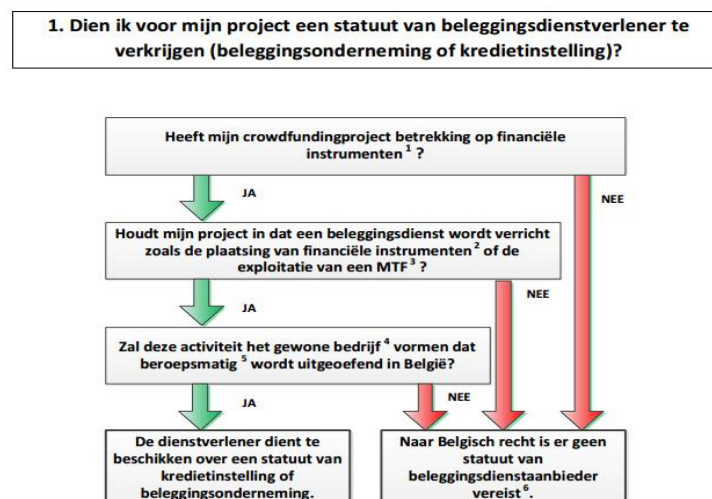 1. Dien ik voor mijn project een statuut van beleggingsdienstverlener te
verkrijgen (beleggingsonderneming of kredietinstelling)?
Heeft mijn crowdfundingproject betrekking op financiële
instrumenten ¹ ?
JA
NEE
Houdt mijn project in dat een beleggingsdienst wordt verricht
zoals de plaatsing van financiële instrumenten ² of de
exploitatie van een MTF ³ ?
JA
NEE
Zal deze activiteit het gewone bedrijf ⁴ vormen dat
beroepsmatig ⁵ wordt uitgeoefend in België?
JA
NEE
De dienstverlener dient te
beschikken over een statuut van
kredietinstelling of
beleggingsonderneming.
Naar Belgisch recht is er geen
statuut van
beleggingsdienstaanbieder
vereist ⁶.